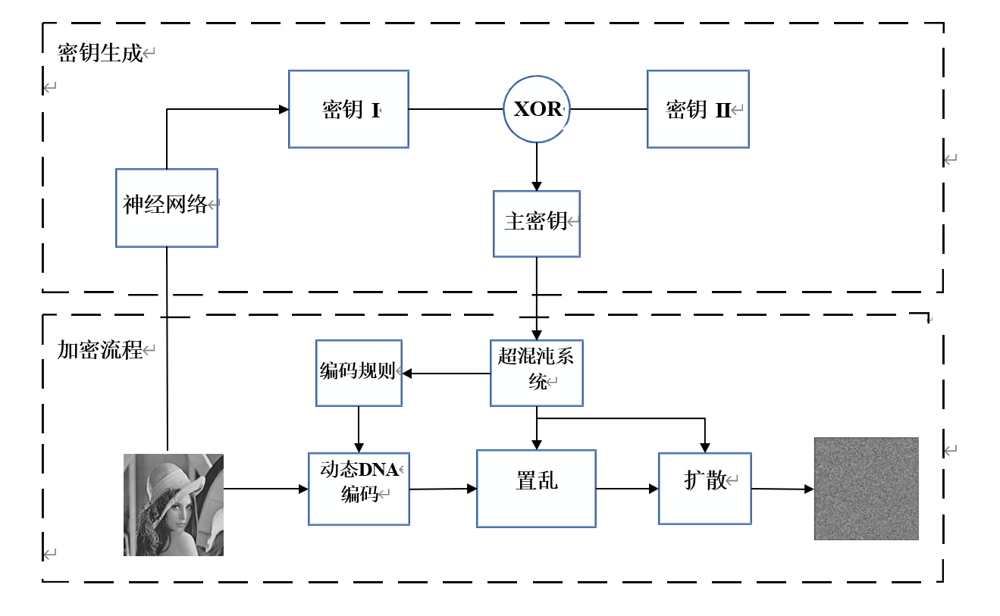 密钥生成
密钥 I
XOR
密钥 II
神经网络
主密钥
加密流程
编码规则
超混沌系
统
动态DNA
编码
置乱
扩散